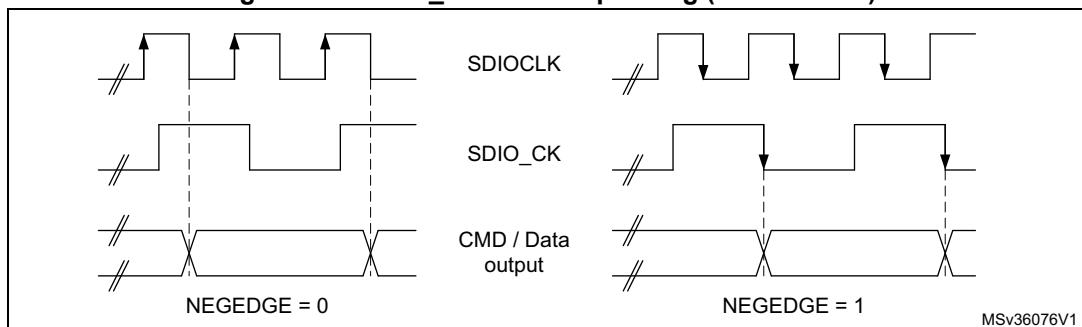 SDIOCLK
SDIO_CK
CMD / Data
output
NEGEDGE = 0
NEGEDGE = 1
MSv36076V1